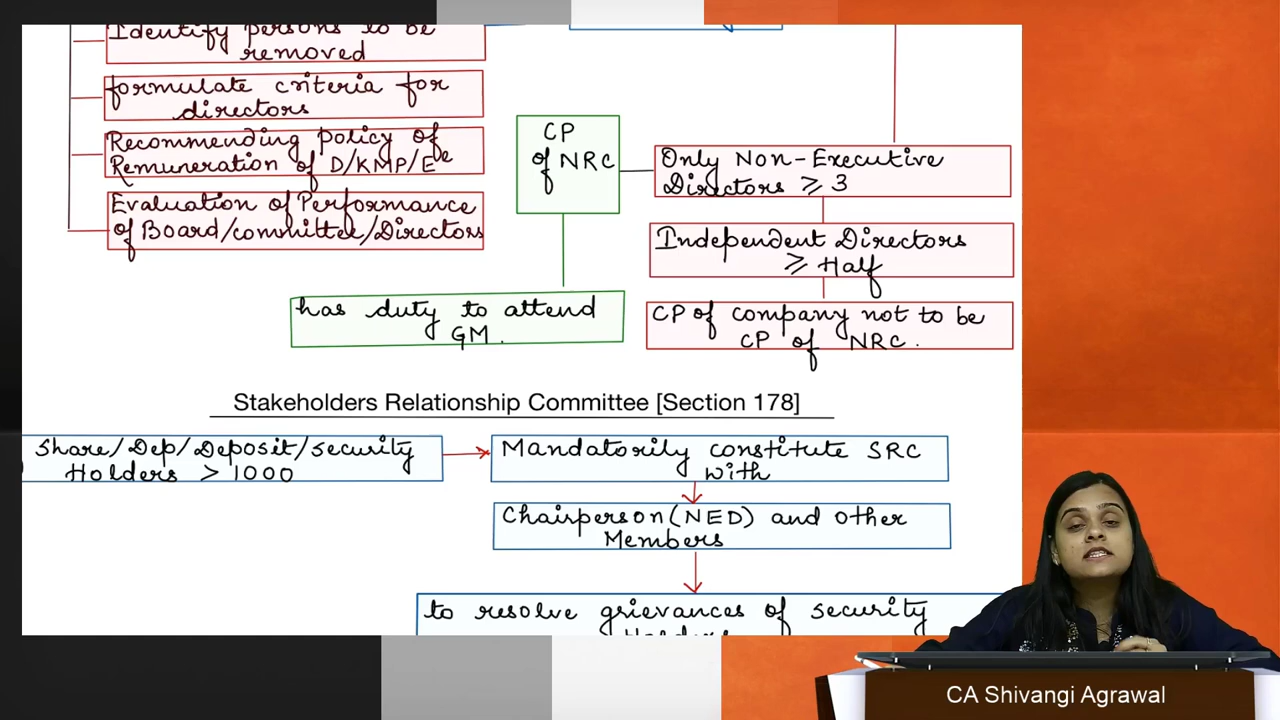 Identify persons to be
removed
formulate criteria for
directors
Recommending policy of
Remuneration of D/KMP/Ee
Evaluation of Performance
of Board/committee/Directors
CP
of NRC
has duty to attend
GM.
Only Non-Executive
Directors ≥ 3
Independent Directors
≥ Half
CP of company not to be
CP of NRC.
Stakeholders Relationship Committee [Section 178]
Share/Dep/Deposit/security
Holders > 1000
Mandatorily constitute SRC
with
Chairperson(NED) and other
Members
to resolve grievances of security
CA Shivangi Agrawal